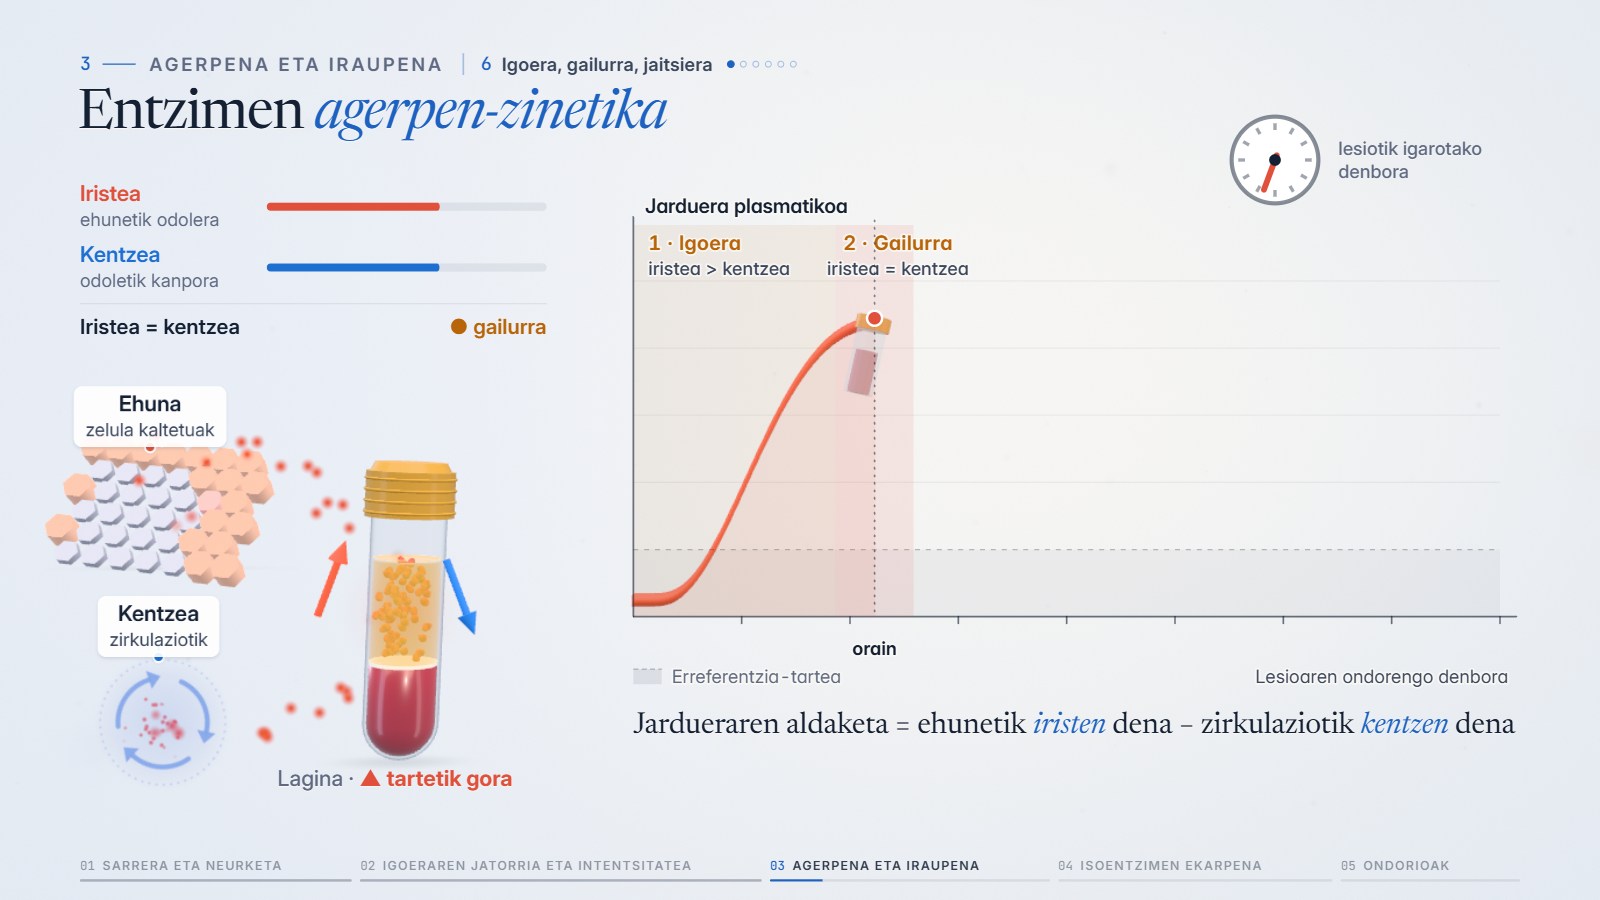 3 — AGERPENA ETA IRAUPENA | 6 Igoera, gailurra, jaitsiera
Entzimen agerpen-zinetika
lesiotik igarotako
denbora
Iristea
ehunetik odolera
Kentzea
odoletik kanpora
Iristea = kentzea
gailurra
Ehuna
zelula kaltetuak
Kentzea
zirkulaziotik
Lagina · ▲ tartetik gora
Jarduera plasmatikoa
1 · Igoera
iristea > kentzea
2 · Gailurra
iristea = kentzea
orain
Erreferentzia-tartea
Lesioaren ondorengo denbora
Jardueraren aldaketa = ehunetik iristen dena – zirkulaziotik kentzen dena
01 SARRERA ETA NEURKETA
02 IGOERAREN JATORRIA ETA INTENTSITATEA
03 AGERPENA ETA IRAUPENA
04 ISOENTZIMEN EKARPENA
05 ONDORIOAK